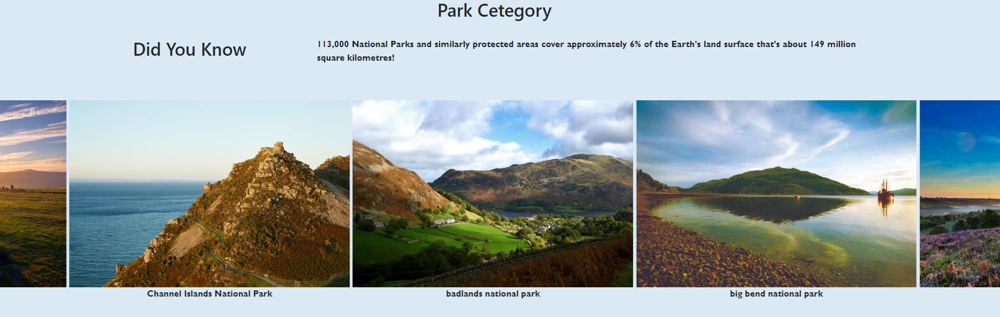 Park Cetegory
Did You Know
113,000 National Parks and similarly protected areas cover approximately 6% of the Earth's land surface that's about 149 million
square kilometres!
Channel Islands National Park
badlands national park
big bend national park